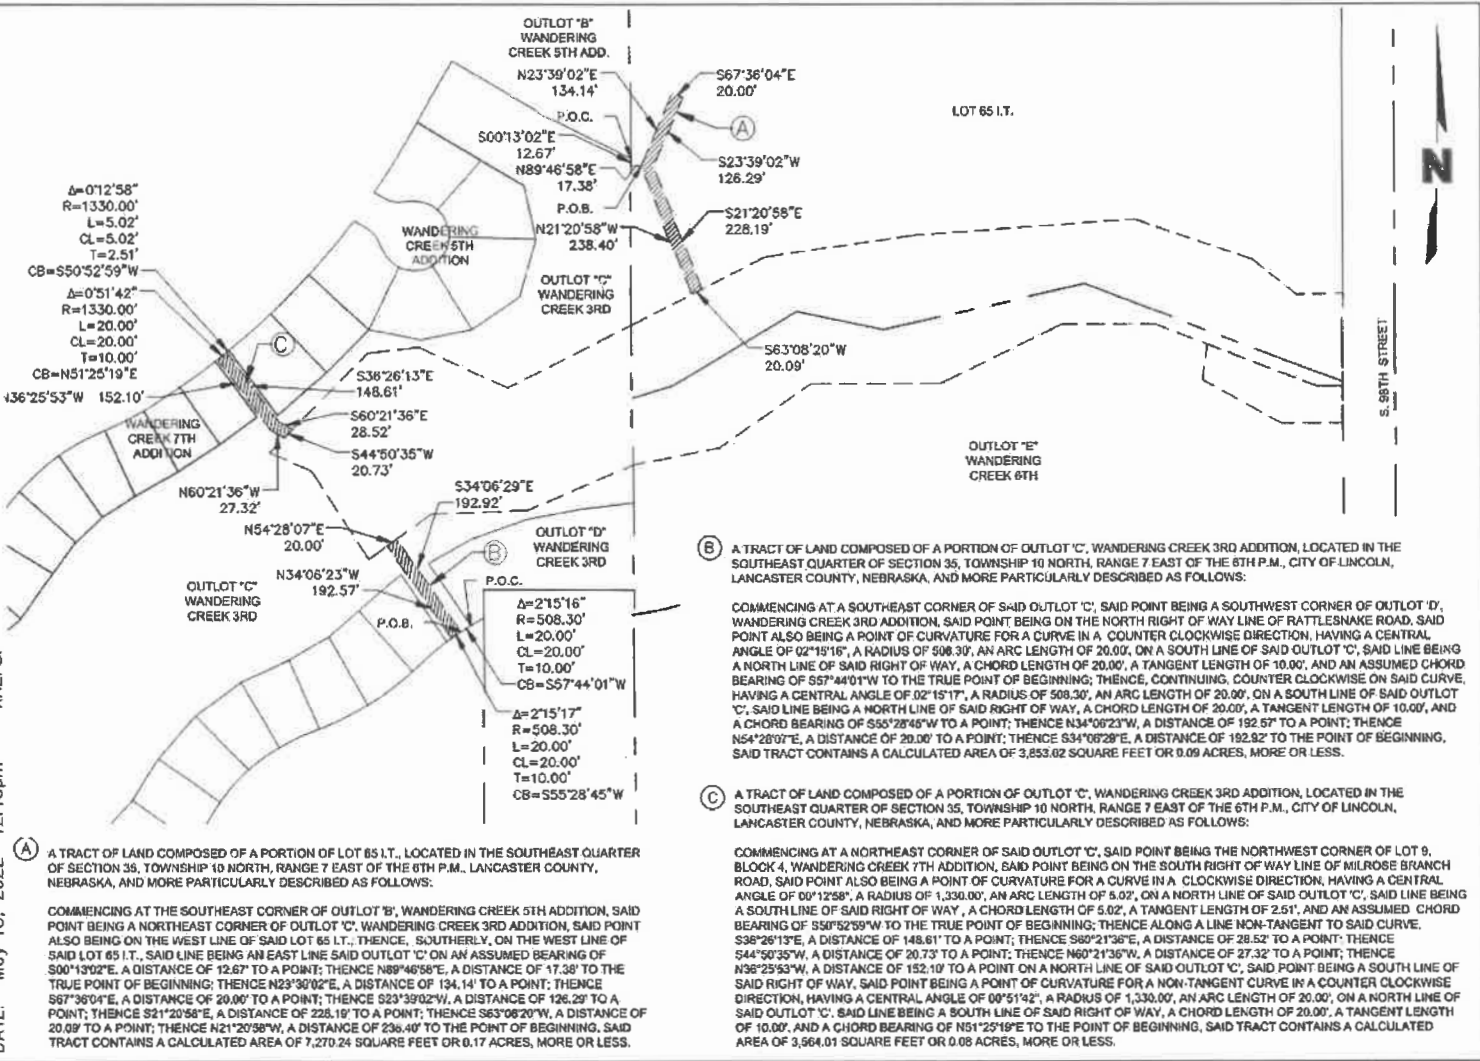 OUTLOT "B"
WANDERING
CREEK 5TH ADD.
N23°39'02"E
134.14'
P.O.C.
S00°13'02"E
12.67'
N89°46'58"E
17.38'
P.O.B.
N21°20'58"W
238.40'
OUTLOT "C"
WANDERING
CREEK 3RD
S67°36'04"E
20.00'
A
S23°39'02"W
126.29'
S21°20'58"E
228.19'
S63°08'20"W
20.09'
LOT 65 I.T.
N
S. 98TH STREET
Δ=0°12'58"
R=1330.00'
L=5.02'
CL=5.02'
T=2.51'
CB=S50°52'59"W
Δ=0°51'42"
R=1330.00'
L=20.00'
CL=20.00'
T=10.00'
CB=N51°25'19"E
N36°25'53"W 152.10'
WANDERING
CREEK 5TH
ADDITION
C
WANDERING
CREEK 7TH
ADDITION
S36°26'13"E
148.61'
S60°21'36"E
28.52'
S44°50'35"W
20.73'
N60°21'36"W
27.32'
S34°06'29"E
192.92'
N54°28'07"E
20.00'
N34°06'23"W
192.57'
OUTLOT "C"
WANDERING
CREEK 3RD
OUTLOT "D"
WANDERING
CREEK 3RD
B
P.O.C.
P.O.B.
Δ=2°15'16"
R=508.30'
L=20.00'
CL=20.00'
T=10.00'
CB=S57°44'01"W
Δ=2°15'17"
R=508.30'
L=20.00'
CL=20.00'
T=10.00'
CB=S55°28'45"W
OUTLOT "E"
WANDERING
CREEK 6TH
B A TRACT OF LAND COMPOSED OF A PORTION OF OUTLOT 'C', WANDERING CREEK 3RD ADDITION, LOCATED IN THE
SOUTHEAST QUARTER OF SECTION 35, TOWNSHIP 10 NORTH, RANGE 7 EAST OF THE 6TH P.M., CITY OF LINCOLN,
LANCASTER COUNTY, NEBRASKA, AND MORE PARTICULARLY DESCRIBED AS FOLLOWS:
COMMENCING AT A SOUTHEAST CORNER OF SAID OUTLOT 'C', SAID POINT BEING A SOUTHWEST CORNER OF OUTLOT 'D',
WANDERING CREEK 3RD ADDITION, SAID POINT BEING ON THE NORTH RIGHT OF WAY LINE OF RATTLESNAKE ROAD, SAID
POINT ALSO BEING A POINT OF CURVATURE FOR A CURVE IN A COUNTER CLOCKWISE DIRECTION, HAVING A CENTRAL
ANGLE OF 02°15'16", A RADIUS OF 508.30', AN ARC LENGTH OF 20.00', ON A SOUTH LINE OF SAID OUTLOT 'C', SAID LINE BEING
A NORTH LINE OF SAID RIGHT OF WAY, A CHORD LENGTH OF 20.00', A TANGENT LENGTH OF 10.00', AND AN ASSUMED CHORD
BEARING OF S57°44'01"W TO THE TRUE POINT OF BEGINNING; THENCE, CONTINUING, COUNTER CLOCKWISE ON SAID CURVE,
HAVING A CENTRAL ANGLE OF 02°15'17", A RADIUS OF 508.30', AN ARC LENGTH OF 20.00', ON A SOUTH LINE OF SAID OUTLOT
'C', SAID LINE BEING A NORTH LINE OF SAID RIGHT OF WAY, A CHORD LENGTH OF 20.00', A TANGENT LENGTH OF 10.00', AND
A CHORD BEARING OF S55°28'45"W TO A POINT; THENCE N34°06'23"W, A DISTANCE OF 192.57' TO A POINT; THENCE
N54°28'07"E, A DISTANCE OF 20.00' TO A POINT; THENCE S34°06'29"E, A DISTANCE OF 192.92' TO THE POINT OF BEGINNING,
SAID TRACT CONTAINS A CALCULATED AREA OF 3,853.02 SQUARE FEET OR 0.09 ACRES, MORE OR LESS.
C A TRACT OF LAND COMPOSED OF A PORTION OF OUTLOT 'C', WANDERING CREEK 3RD ADDITION, LOCATED IN THE
SOUTHEAST QUARTER OF SECTION 35, TOWNSHIP 10 NORTH, RANGE 7 EAST OF THE 6TH P.M., CITY OF LINCOLN,
LANCASTER COUNTY, NEBRASKA, AND MORE PARTICULARLY DESCRIBED AS FOLLOWS:
COMMENCING AT A NORTHEAST CORNER OF SAID OUTLOT 'C', SAID POINT BEING THE NORTHWEST CORNER OF LOT 9,
BLOCK 4, WANDERING CREEK 7TH ADDITION, SAID POINT BEING ON THE SOUTH RIGHT OF WAY LINE OF MILROSE BRANCH
ROAD, SAID POINT ALSO BEING A POINT OF CURVATURE FOR A CURVE IN A CLOCKWISE DIRECTION, HAVING A CENTRAL
ANGLE OF 00°12'58", A RADIUS OF 1,330.00', AN ARC LENGTH OF 5.02', ON A NORTH LINE OF SAID OUTLOT 'C', SAID LINE BEING
A SOUTH LINE OF SAID RIGHT OF WAY, A CHORD LENGTH OF 5.02', A TANGENT LENGTH OF 2.51', AND AN ASSUMED CHORD
BEARING OF S50°52'59"W TO THE TRUE POINT OF BEGINNING; THENCE ALONG A LINE NON-TANGENT TO SAID CURVE,
S36°26'13"E, A DISTANCE OF 148.61' TO A POINT; THENCE S60°21'36"E, A DISTANCE OF 28.52' TO A POINT; THENCE
S44°50'35"W, A DISTANCE OF 20.73' TO A POINT; THENCE N60°21'36"W, A DISTANCE OF 27.32' TO A POINT; THENCE
N36°25'53"W, A DISTANCE OF 152.10' TO A POINT ON A NORTH LINE OF SAID OUTLOT 'C', SAID POINT BEING A SOUTH LINE OF
SAID RIGHT OF WAY, SAID POINT BEING A POINT OF CURVATURE FOR A NON-TANGENT CURVE IN A COUNTER CLOCKWISE
DIRECTION, HAVING A CENTRAL ANGLE OF 00°51'42", A RADIUS OF 1,330.00', AN ARC LENGTH OF 20.00', ON A NORTH LINE OF
SAID OUTLOT 'C', SAID LINE BEING A SOUTH LINE OF SAID RIGHT OF WAY, A CHORD LENGTH OF 20.00', A TANGENT LENGTH
OF 10.00', AND A CHORD BEARING OF N51°25'19"E TO THE POINT OF BEGINNING, SAID TRACT CONTAINS A CALCULATED
AREA OF 3,564.01 SQUARE FEET OR 0.08 ACRES, MORE OR LESS.
A A TRACT OF LAND COMPOSED OF A PORTION OF LOT 65 I.T., LOCATED IN THE SOUTHEAST QUARTER
OF SECTION 35, TOWNSHIP 10 NORTH, RANGE 7 EAST OF THE 6TH P.M., LANCASTER COUNTY,
NEBRASKA, AND MORE PARTICULARLY DESCRIBED AS FOLLOWS:
COMMENCING AT THE SOUTHEAST CORNER OF OUTLOT 'B', WANDERING CREEK 5TH ADDITION, SAID
POINT BEING A NORTHEAST CORNER OF OUTLOT 'C', WANDERING CREEK 3RD ADDITION, SAID POINT
ALSO BEING ON THE WEST LINE OF SAID LOT 65 I.T.; THENCE, SOUTHERLY, ON THE WEST LINE OF
SAID LOT 65 I.T., SAID LINE BEING AN EAST LINE SAID OUTLOT 'C' ON AN ASSUMED BEARING OF
S00°13'02"E, A DISTANCE OF 12.67' TO A POINT; THENCE N89°46'58"E, A DISTANCE OF 17.38' TO THE
TRUE POINT OF BEGINNING; THENCE N23°39'02"E, A DISTANCE OF 134.14' TO A POINT; THENCE
S67°36'04"E, A DISTANCE OF 20.00' TO A POINT; THENCE S23°39'02"W, A DISTANCE OF 126.29' TO A
POINT; THENCE S21°20'58"E, A DISTANCE OF 228.19' TO A POINT; THENCE S63°08'20"W, A DISTANCE OF
20.09' TO A POINT; THENCE N21°20'58"W, A DISTANCE OF 238.40' TO THE POINT OF BEGINNING, SAID
TRACT CONTAINS A CALCULATED AREA OF 7,270.24 SQUARE FEET OR 0.17 ACRES, MORE OR LESS.